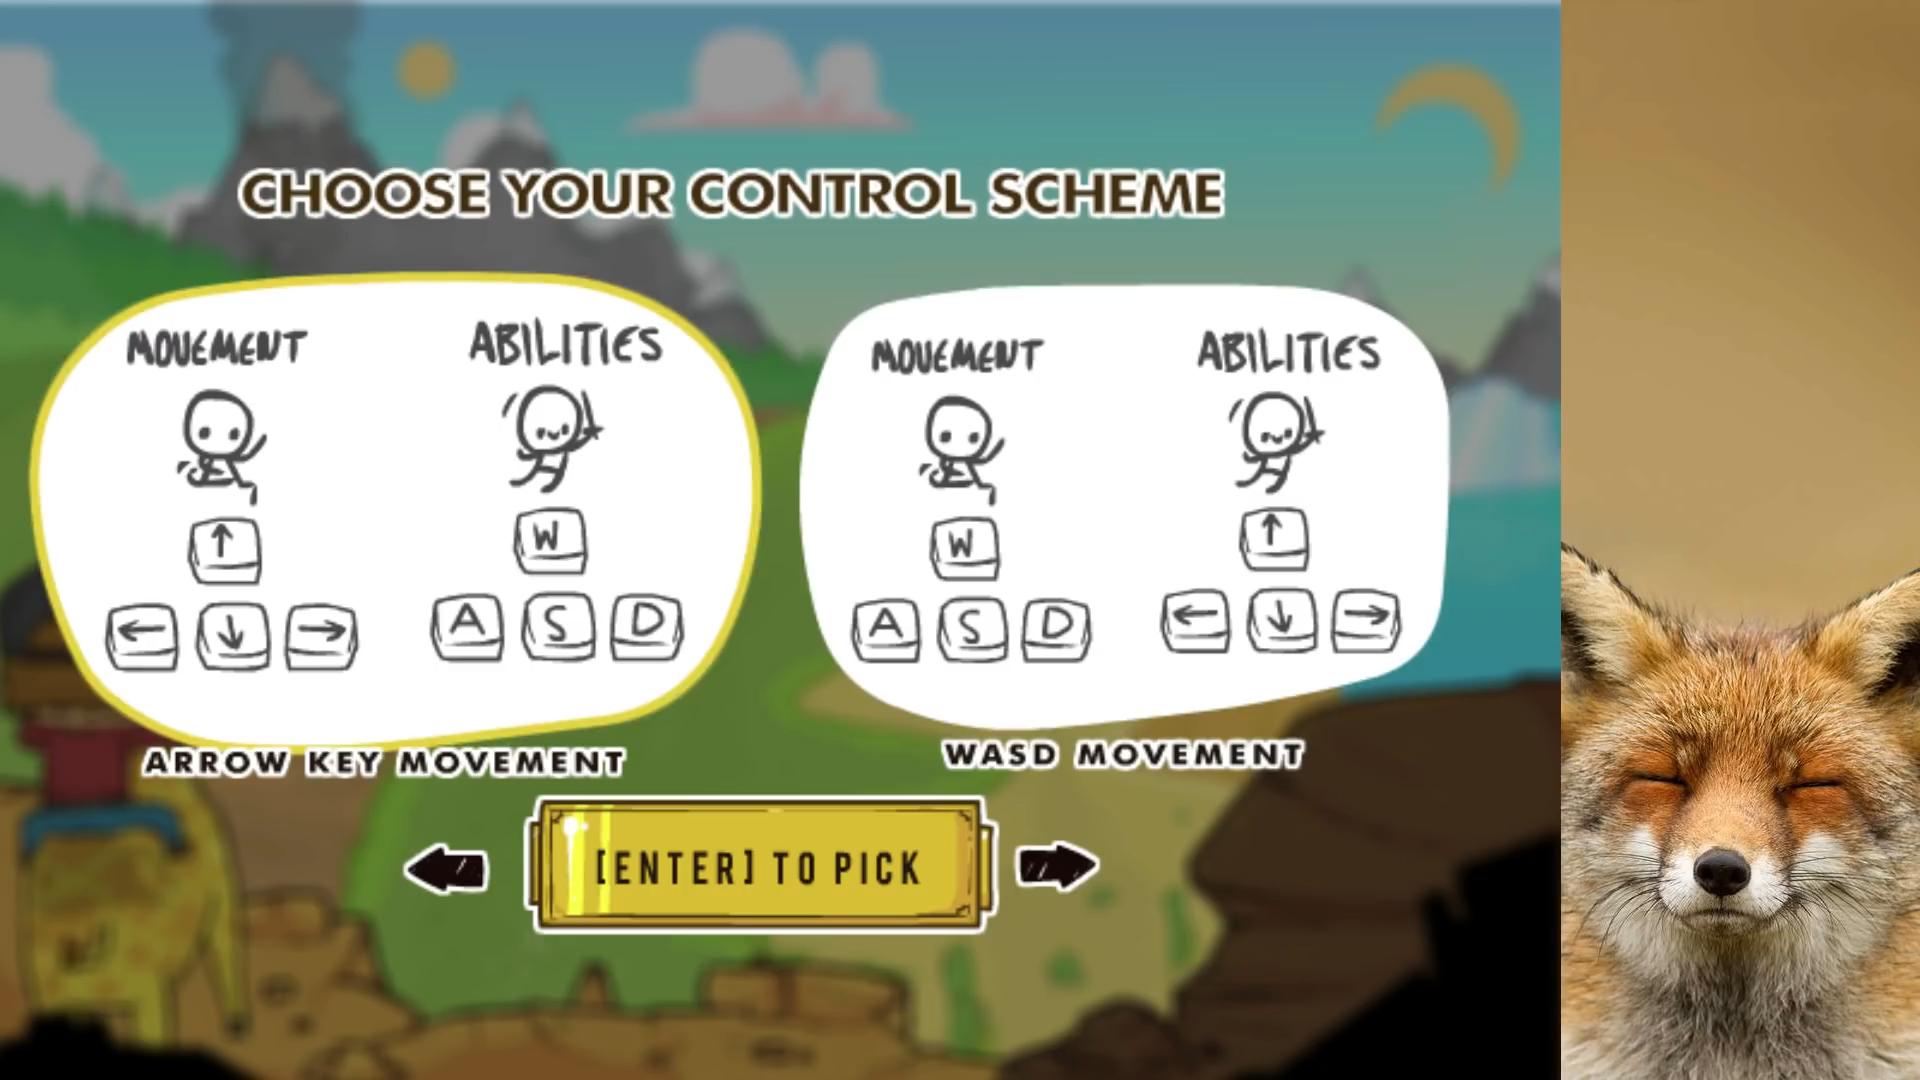 CHOOSE YOUR CONTROL SCHEME
MOVEMENT
ABILITIES
↑
W
← ↓ →
A S D
ARROW KEY MOVEMENT
MOVEMENT
ABILITIES
W
↑
A S D
← ↓ →
WASD MOVEMENT
[ENTER] TO PICK